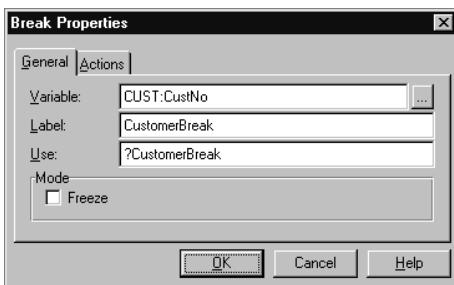 Break Properties
General Actions
Variable: CUST:CustNo ...
Label: CustomerBreak
Use: ?CustomerBreak
Mode
Freeze
OK Cancel Help